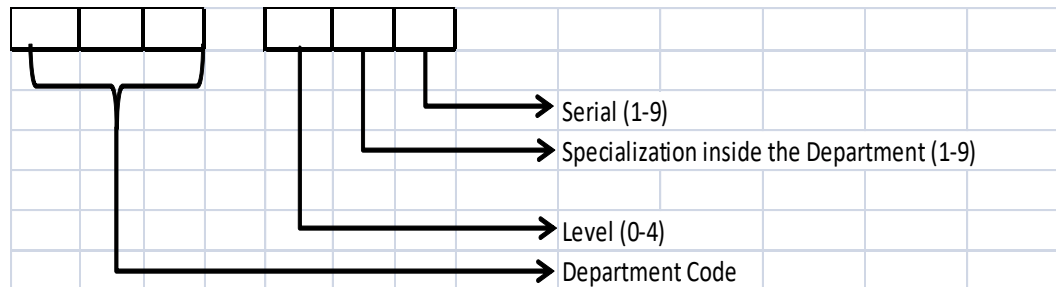 Serial (1-9)
Specialization inside the Department (1-9)
Level (0-4)
Department Code